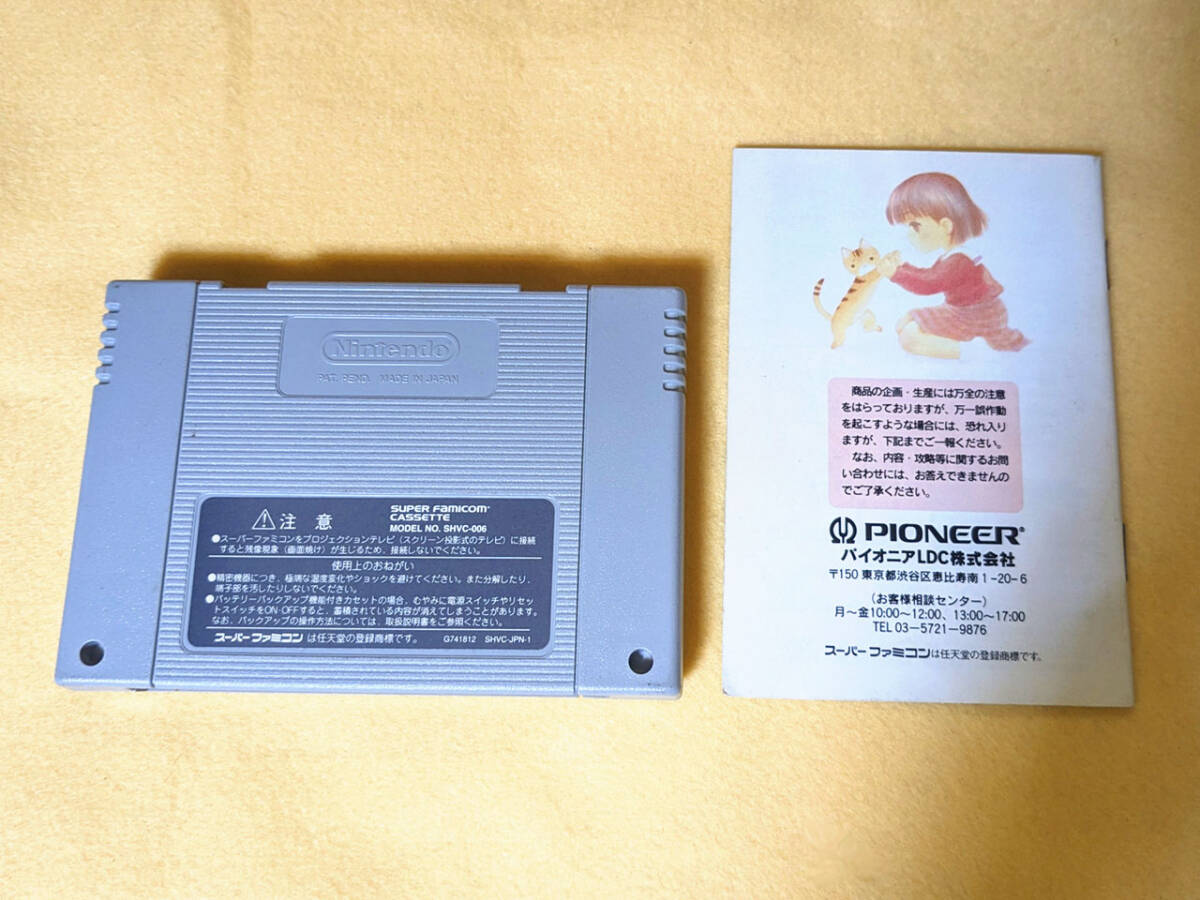 Nintendo
PAT. PEND. MADE IN JAPAN
注意
SUPER FAMICOM
CASSETTE
MODEL NO. SHVC-006
●スーパーファミコンをプロジェクションテレビ(スクリーン投影式のテレビ)に接続
すると残像現象(画面焼け)が生じるため、接続しないでください。
使用上のおねがい
●精密機器につき、極端な温度変化やショックを避けてください。また分解したり、
端子部を汚したりしないでください。
●バッテリーバックアップ機能付きカセットの場合、むやみに電源スイッチやリセッ
トスイッチをON・OFFすると、蓄積されている内容が消えてしまうことがあります。
なお、バックアップの操作方法については、取扱説明書をご参照ください。
スーパーファミコン は任天堂の登録商標です。 G741812 SHVC-JPN-1
商品の企画・生産には万全の注意
をはらっておりますが、万一誤作動
を起こすような場合には、恐れ入り
ますが、下記までご一報ください。
なお、内容・攻略等に関するお問
い合わせには、お答えできませんの
でご了承ください。
PIONEER®
パイオニアLDC株式会社
〒150 東京都渋谷区恵比寿南1-20-6
(お客様相談センター)
月〜金10:00〜12:00、13:00〜17:00
TEL 03-5721-9876
スーパーファミコンは任天堂の登録商標です。